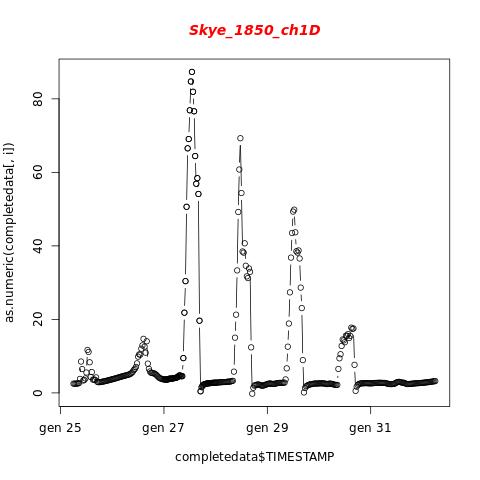 Skye_1850_ch1D
as.numeric(completedata[, i])
80
60
40
20
0
gen 25 gen 27 gen 29 gen 31
completedata$TIMESTAMP